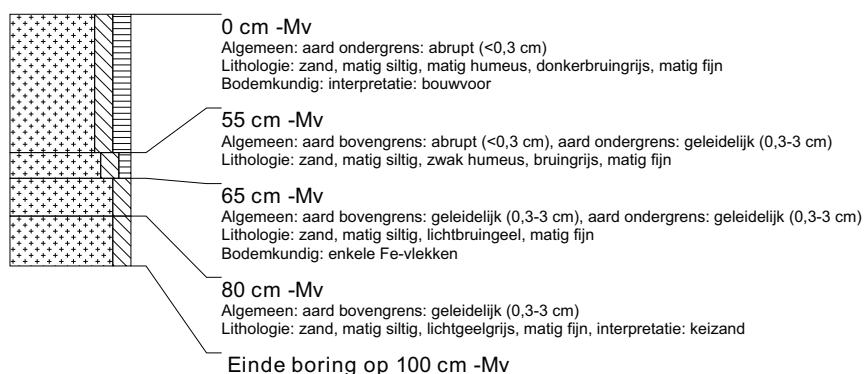 0 cm -Mv
Algemeen: aard ondergrens: abrupt (<0,3 cm)
Lithologie: zand, matig siltig, matig humeus, donkerbruingrijs, matig fijn
Bodemkundig: interpretatie: bouwvoor
55 cm -Mv
Algemeen: aard bovengrens: abrupt (<0,3 cm), aard ondergrens: geleidelijk (0,3-3 cm)
Lithologie: zand, matig siltig, zwak humeus, bruingrijs, matig fijn
65 cm -Mv
Algemeen: aard bovengrens: geleidelijk (0,3-3 cm), aard ondergrens: geleidelijk (0,3-3 cm)
Lithologie: zand, matig siltig, lichtbruingeel, matig fijn
Bodemkundig: enkele Fe-vlekken
80 cm -Mv
Algemeen: aard bovengrens: geleidelijk (0,3-3 cm)
Lithologie: zand, matig siltig, lichtgeelgrijs, matig fijn, interpretatie: keizand
Einde boring op 100 cm -Mv